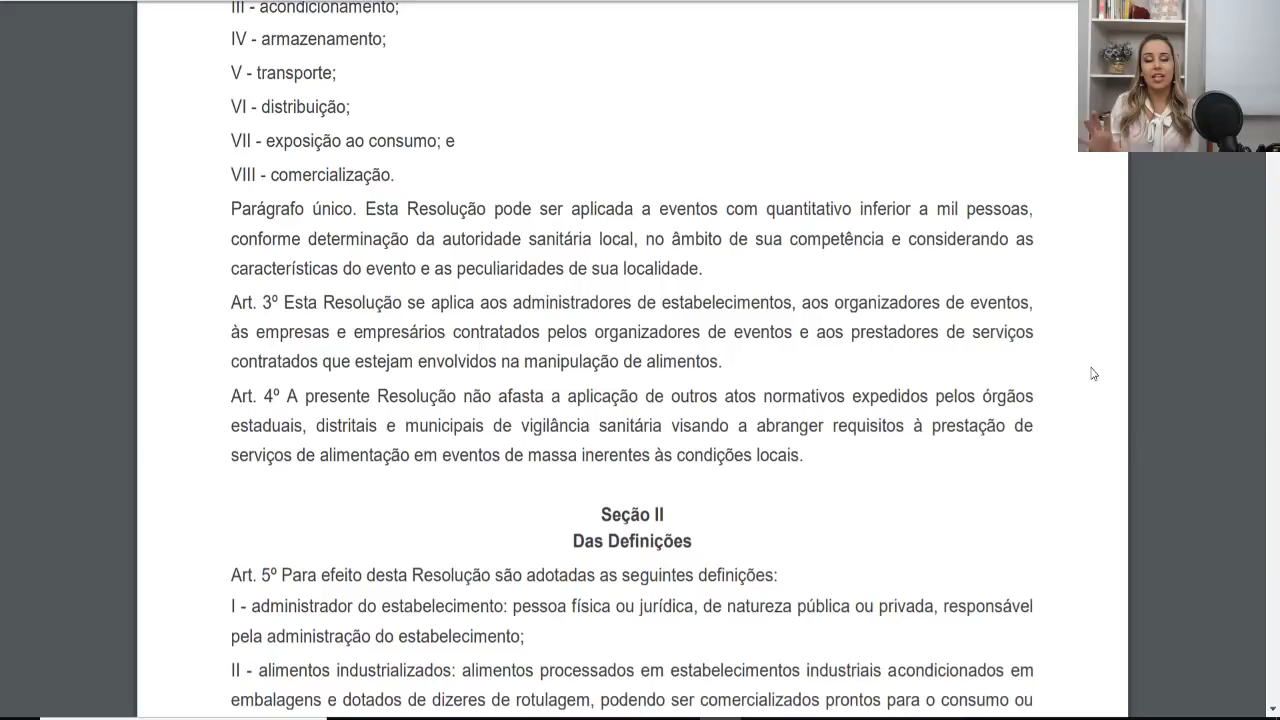 III - acondicionamento;
IV - armazenamento;
V - transporte;
VI - distribuição;
VII - exposição ao consumo; e
VIII - comercialização.
Parágrafo único. Esta Resolução pode ser aplicada a eventos com quantitativo inferior a mil pessoas,
conforme determinação da autoridade sanitária local, no âmbito de sua competência e considerando as
características do evento e as peculiaridades de sua localidade.
Art. 3º Esta Resolução se aplica aos administradores de estabelecimentos, aos organizadores de eventos,
às empresas e empresários contratados pelos organizadores de eventos e aos prestadores de serviços
contratados que estejam envolvidos na manipulação de alimentos.
Art. 4º A presente Resolução não afasta a aplicação de outros atos normativos expedidos pelos órgãos
estaduais, distritais e municipais de vigilância sanitária visando a abranger requisitos à prestação de
serviços de alimentação em eventos de massa inerentes às condições locais.
Seção II
Das Definições
Art. 5º Para efeito desta Resolução são adotadas as seguintes definições:
I - administrador do estabelecimento: pessoa física ou jurídica, de natureza pública ou privada, responsável
pela administração do estabelecimento;
II - alimentos industrializados: alimentos processados em estabelecimentos industriais acondicionados em
embalagens e dotados de dizeres de rotulagem, podendo ser comercializados prontos para o consumo ou